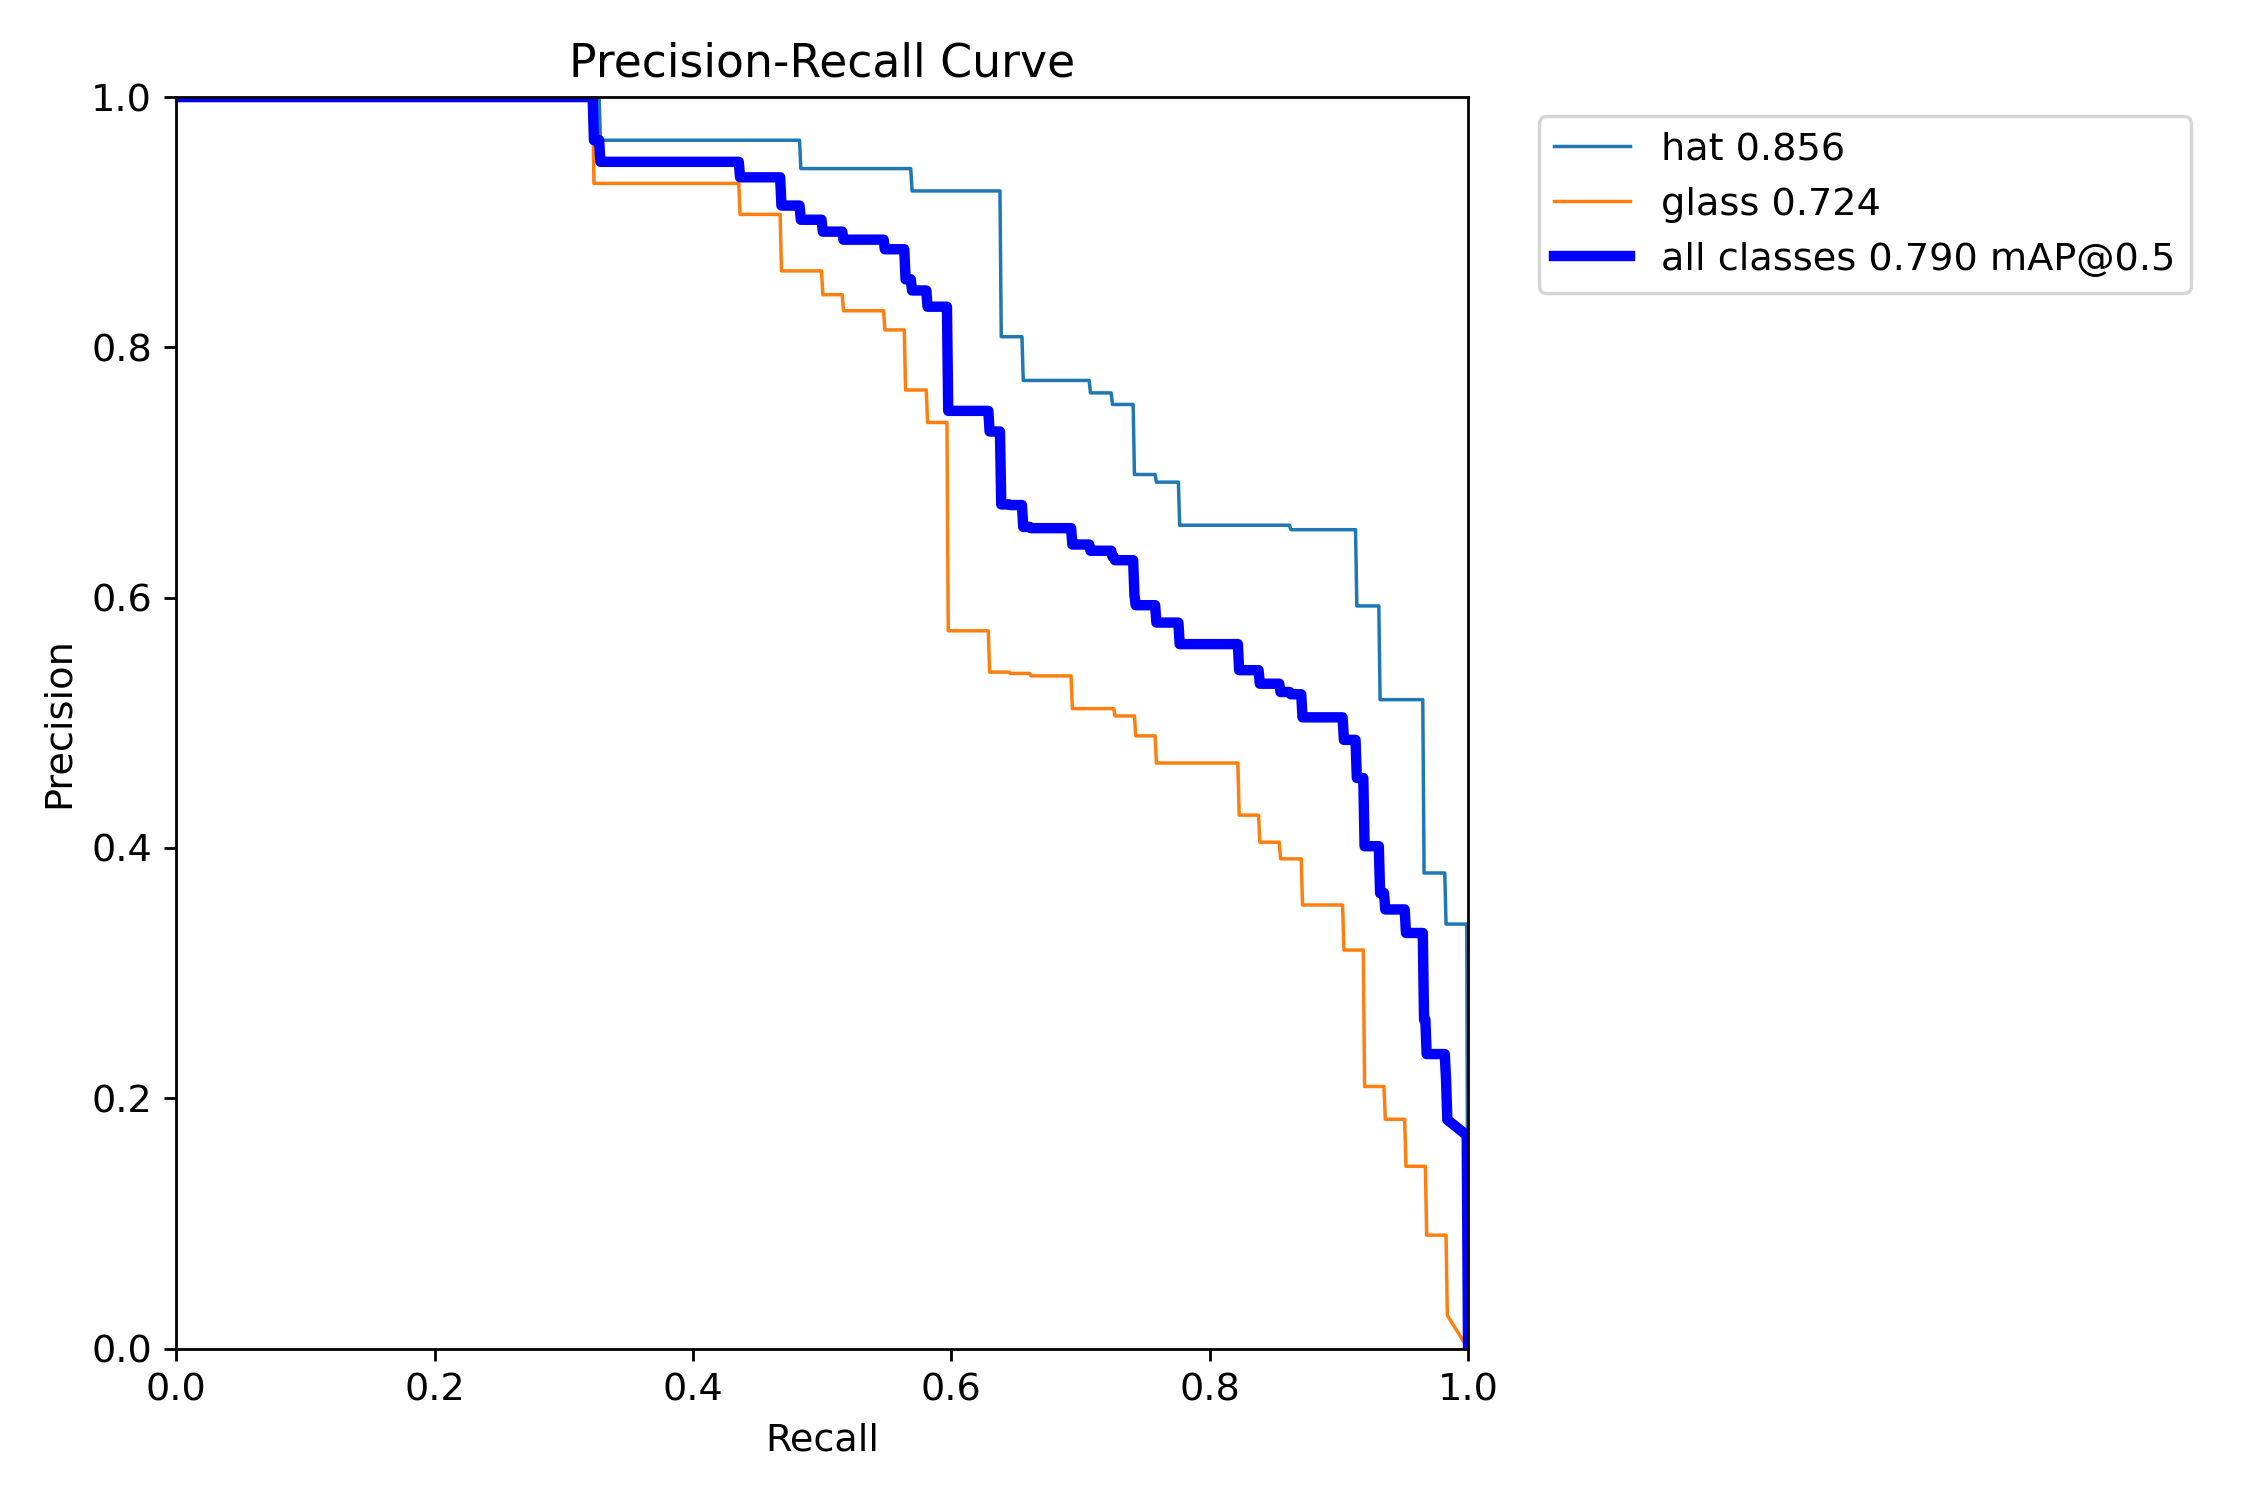 Precision-Recall Curve
1.0
0.8
0.6
0.4
0.2
0.0
Precision
0.0 0.2 0.4 0.6 0.8 1.0
Recall
hat 0.856
glass 0.724
all classes 0.790 mAP@0.5